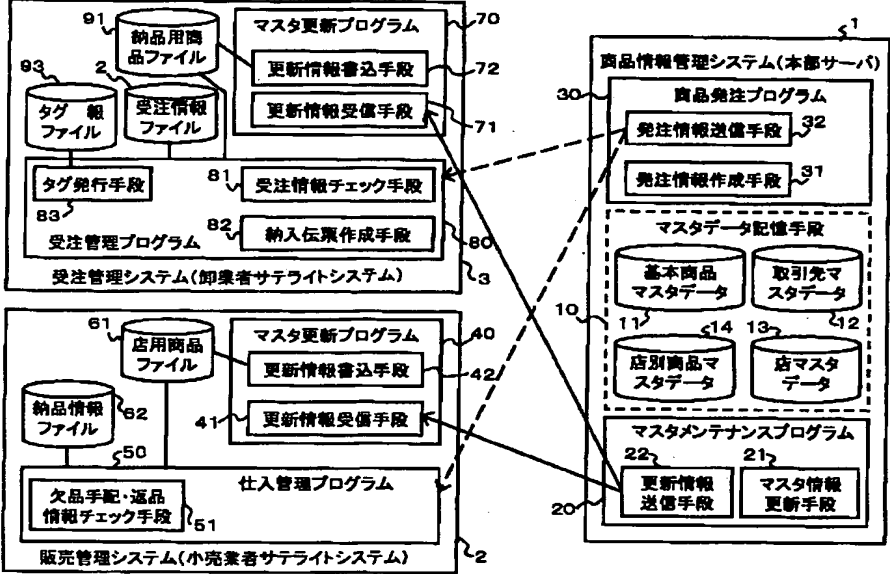 91
納品用商
品ファイル
マスタ更新プログラム
70
更新情報書込手段
72
更新情報受信手段
71
93
タグ 報
ファイル
2
受注情報
ファイル
タグ発行手段
83
81
受注情報チェック手段
82
納入伝票作成手段
80
受注管理プログラム
受注管理システム(卸業者サテライトシステム)
3
61
店用商品
ファイル
マスタ更新プログラム
40
更新情報書込手段
42
41
更新情報受信手段
納品情報
ファイル
62
50
仕入管理プログラム
欠品手配・返品
情報チェック手段
51
販売管理システム(小売業者サテライトシステム)
2
1
商品情報管理システム(本部サーバ)
30
商品発注プログラム
発注情報送信手段
32
発注情報作成手段
31
マスタデータ記憶手段
10
基本商品
マスタデータ
11
取引先マ
スタデータ
12
14
店別商品マ
スタデータ
13
店マスタ
データ
マスタメンテナンスプログラム
22
更新情報
送信手段
21
マスタ情報
更新手段
20